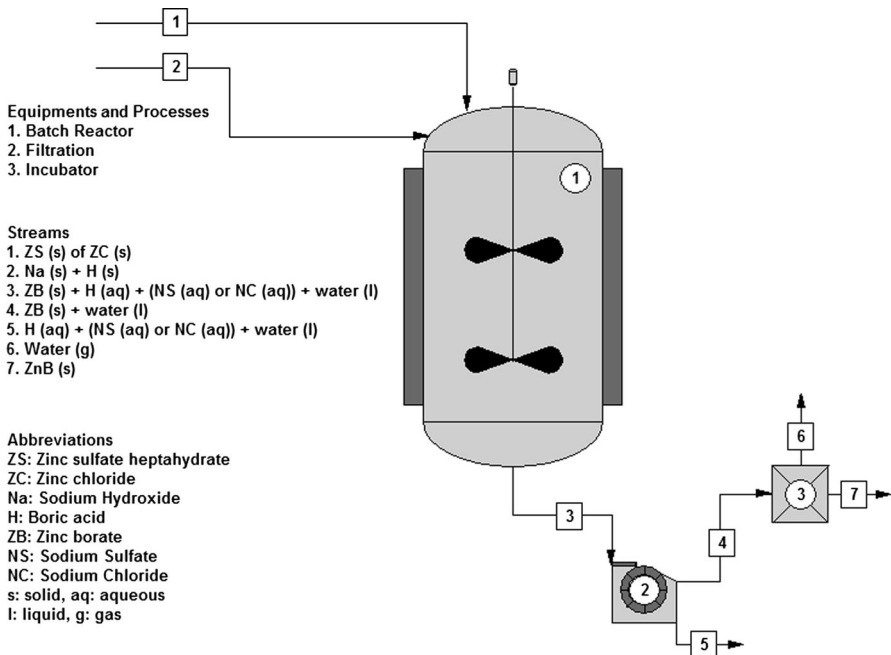 1
2
Equipments and Processes
1. Batch Reactor
2. Filtration
3. Incubator
1
Streams
1. ZS (s) of ZC (s)
2. Na (s) + H (s)
3. ZB (s) + H (aq) + (NS (aq) or NC (aq)) + water (l)
4. ZB (s) + water (l)
5. H (aq) + (NS (aq) or NC (aq)) + water (l)
6. Water (g)
7. ZnB (s)
Abbreviations
ZS: Zinc sulfate heptahydrate
ZC: Zinc chloride
Na: Sodium Hydroxide
H: Boric acid
ZB: Zinc borate
NS: Sodium Sulfate
NC: Sodium Chloride
s: solid, aq: aqueous
l: liquid, g: gas
6
3
7
3
4
2
5